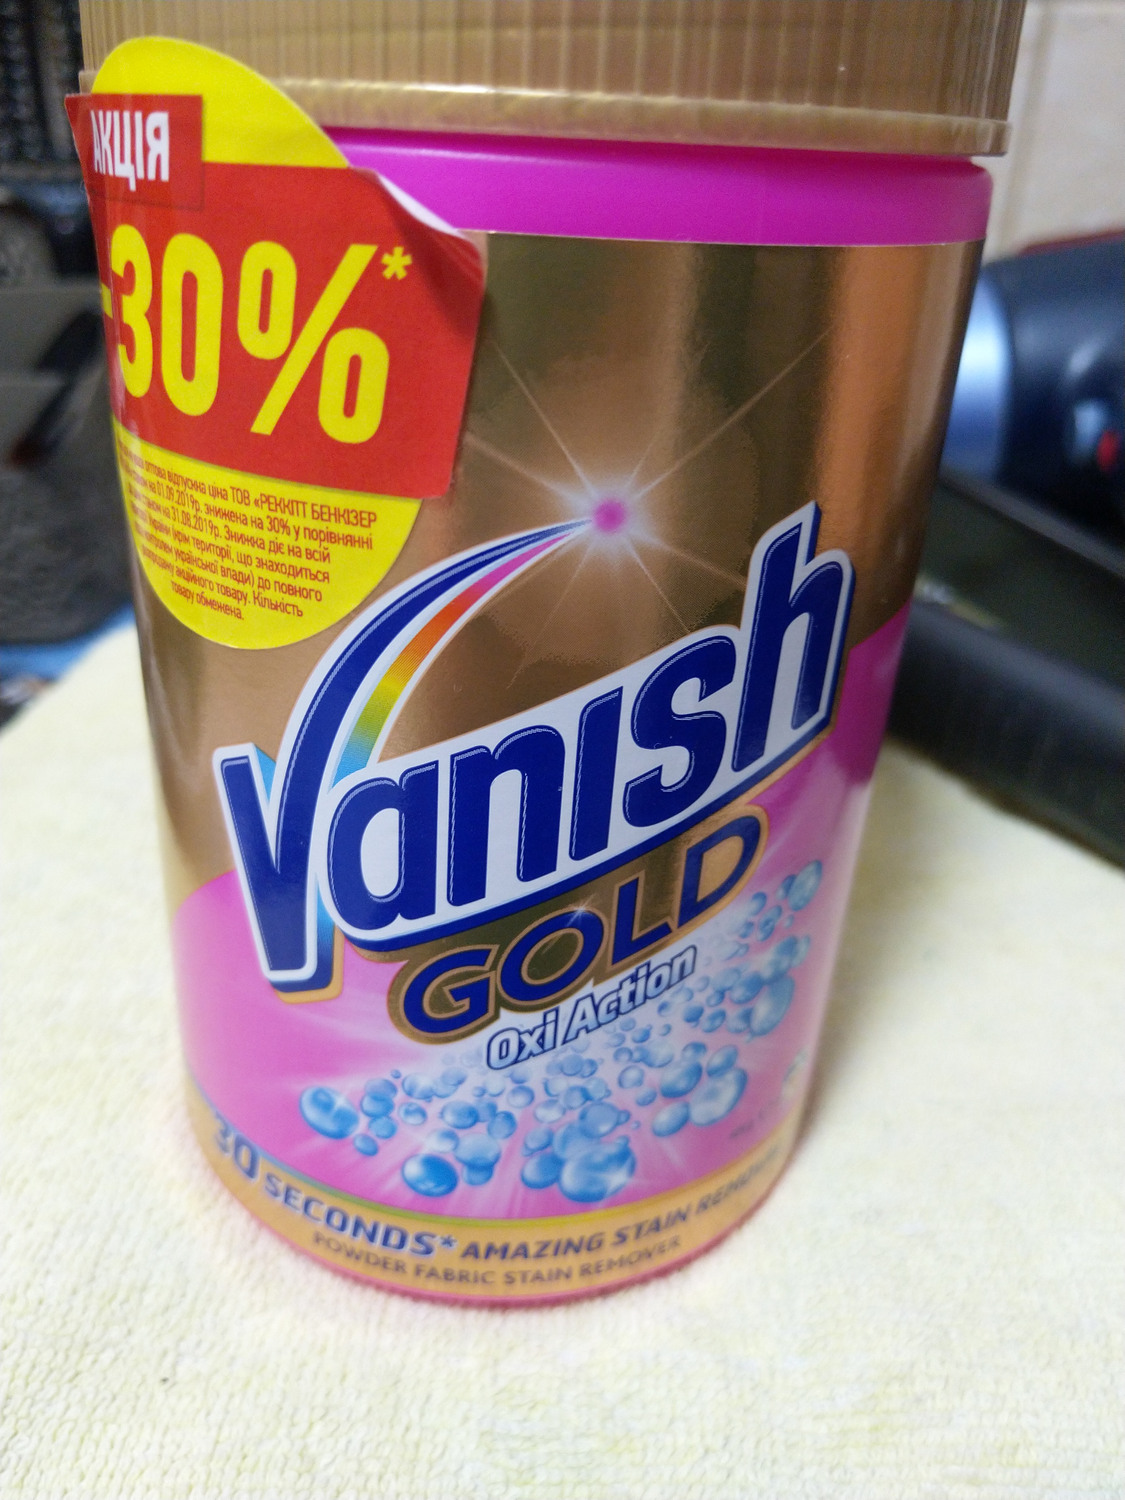 АКЦІЯ
-30%*
оптова відпускна ціна ТОВ «РЕККІТТ БЕНКІЗЕР
на 01.09.2019р. знижена на 30% у порівнянні
на 31.08.2019р. Знижка діє на всій
України (крім території, що знаходиться
української влади) до повного
акційного товару. Кількість
товару обмежена.
Vanish
GOLD
Oxi Action
30 SECONDS* AMAZING STAIN REMOVAL
POWDER FABRIC STAIN REMOVER